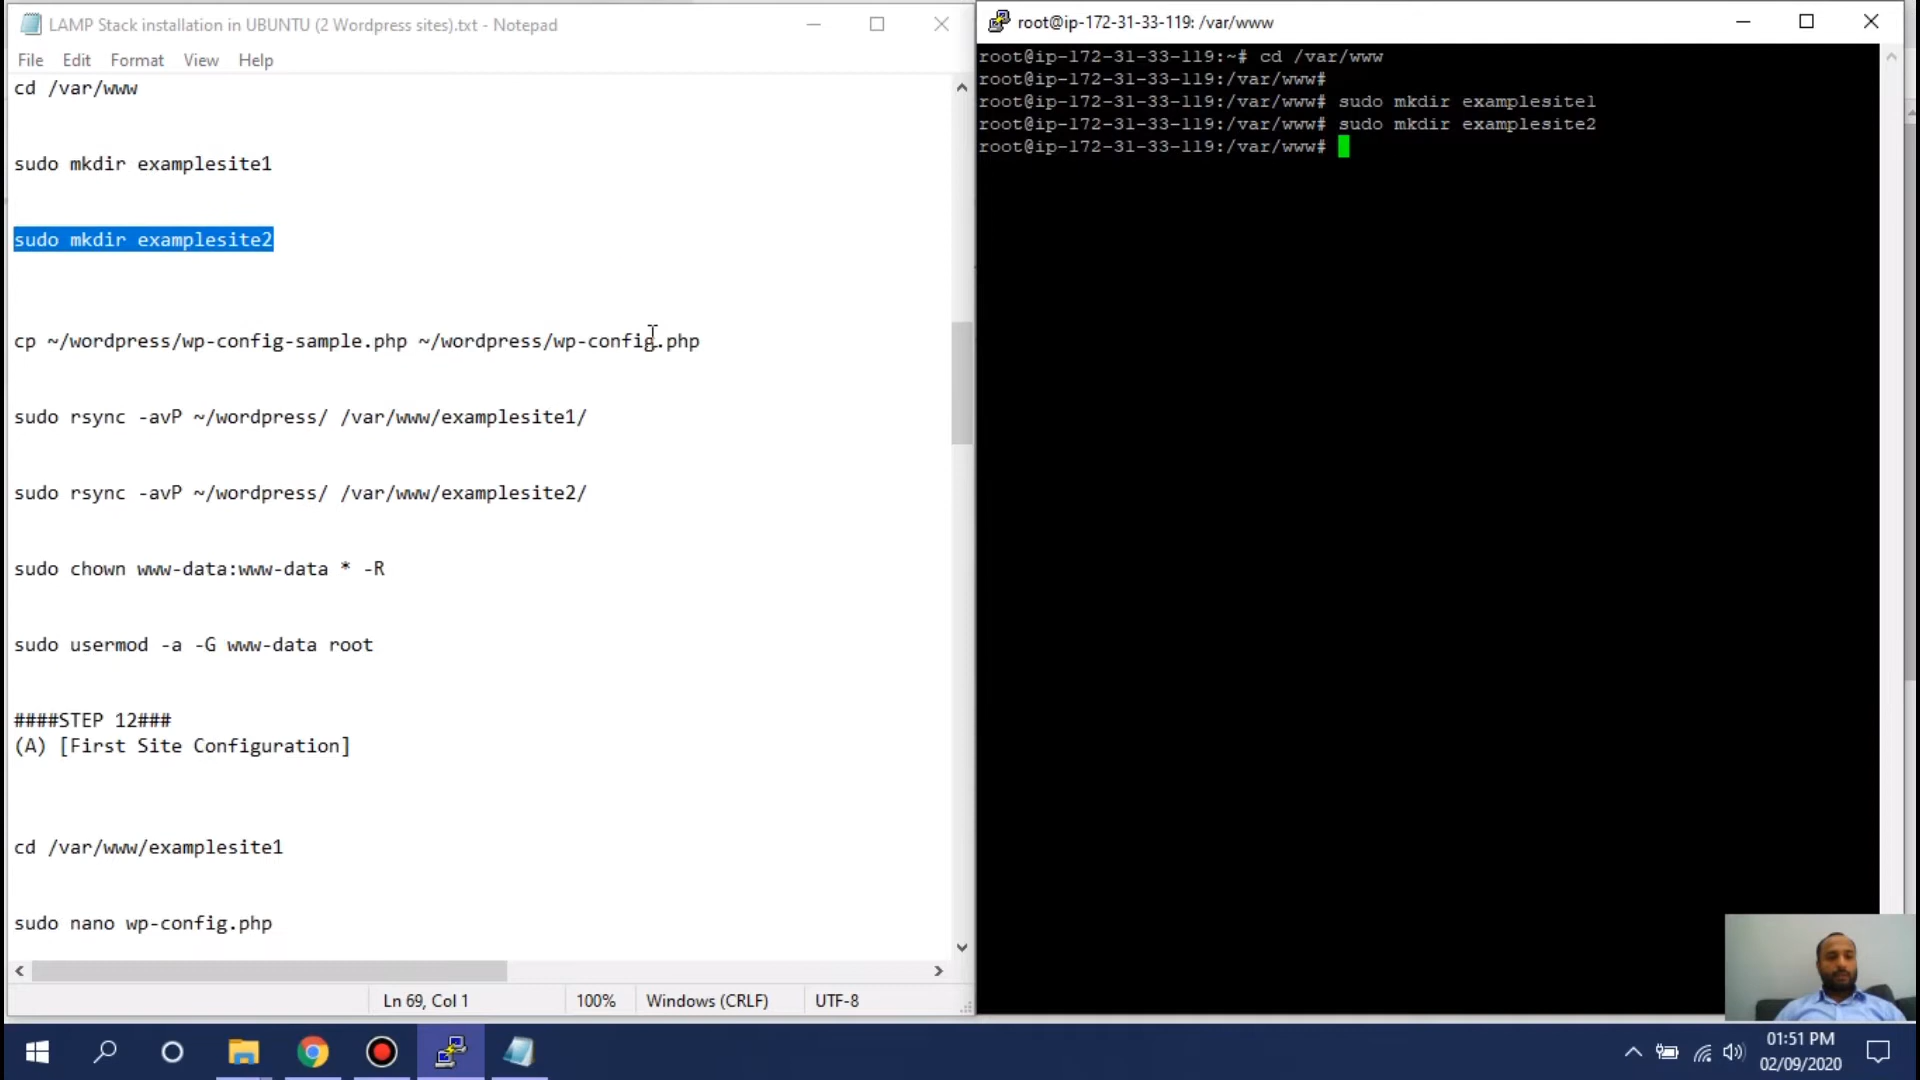 LAMP Stack installation in UBUNTU (2 Wordpress sites).txt - Notepad
File Edit Format View Help
cd /var/www
sudo mkdir examplesite1
sudo mkdir examplesite2
cp ~/wordpress/wp-config-sample.php ~/wordpress/wp-config.php
sudo rsync -avP ~/wordpress/ /var/www/examplesite1/
sudo rsync -avP ~/wordpress/ /var/www/examplesite2/
sudo chown www-data:www-data * -R
sudo usermod -a -G www-data root
####STEP 12###
(A) [First Site Configuration]
cd /var/www/examplesite1
sudo nano wp-config.php
Ln 69, Col 1 100% Windows (CRLF) UTF-8
root@ip-172-31-33-119: /var/www
root@ip-172-31-33-119:~# cd /var/www
root@ip-172-31-33-119:/var/www#
root@ip-172-31-33-119:/var/www# sudo mkdir examplesite1
root@ip-172-31-33-119:/var/www# sudo mkdir examplesite2
root@ip-172-31-33-119:/var/www#
01:51 PM
02/09/2020